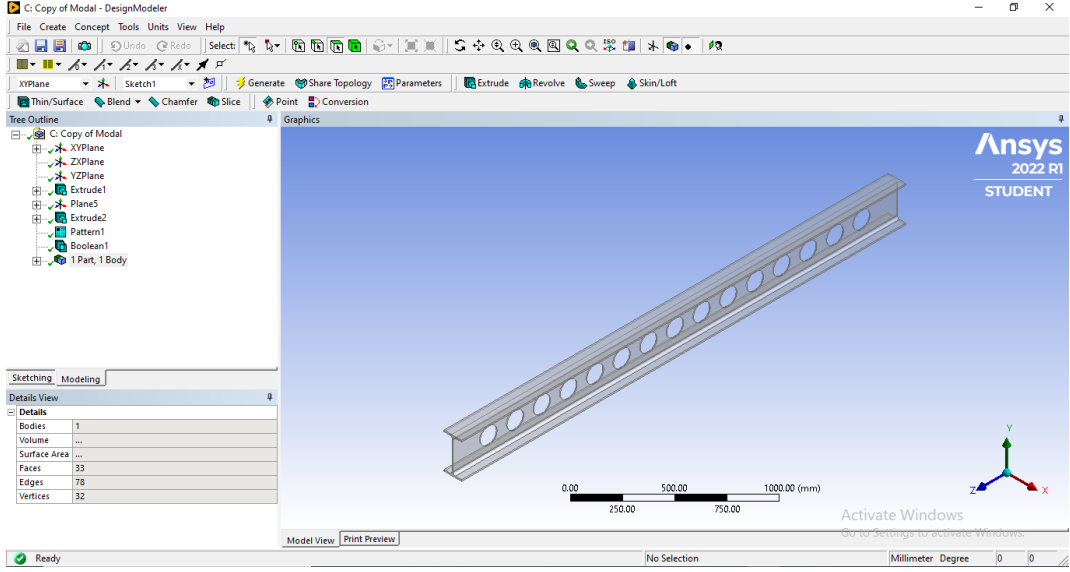 C: Copy of Modal - DesignModeler
File Create Concept Tools Units View Help
Undo Redo Select: ISO
XYPlane Sketch1 Generate Share Topology Parameters Extrude Revolve Sweep Skin/Loft
Thin/Surface Blend Chamfer Slice Point Conversion
Tree Outline
C: Copy of Modal
XYPlane
ZXPlane
YZPlane
Extrude1
Plane5
Extrude2
Pattern1
Boolean1
1 Part, 1 Body
Sketching Modeling
Details View
Details
Bodies 1
Volume ...
Surface Area ...
Faces 33
Edges 78
Vertices 32
Graphics
Ansys
2022 R1
STUDENT
Y
Z X
0.00 500.00 1000.00 (mm)
250.00 750.00
Activate Windows
Go to Settings to activate Windows.
Model View Print Preview
Ready No Selection Millimeter Degree 0 0